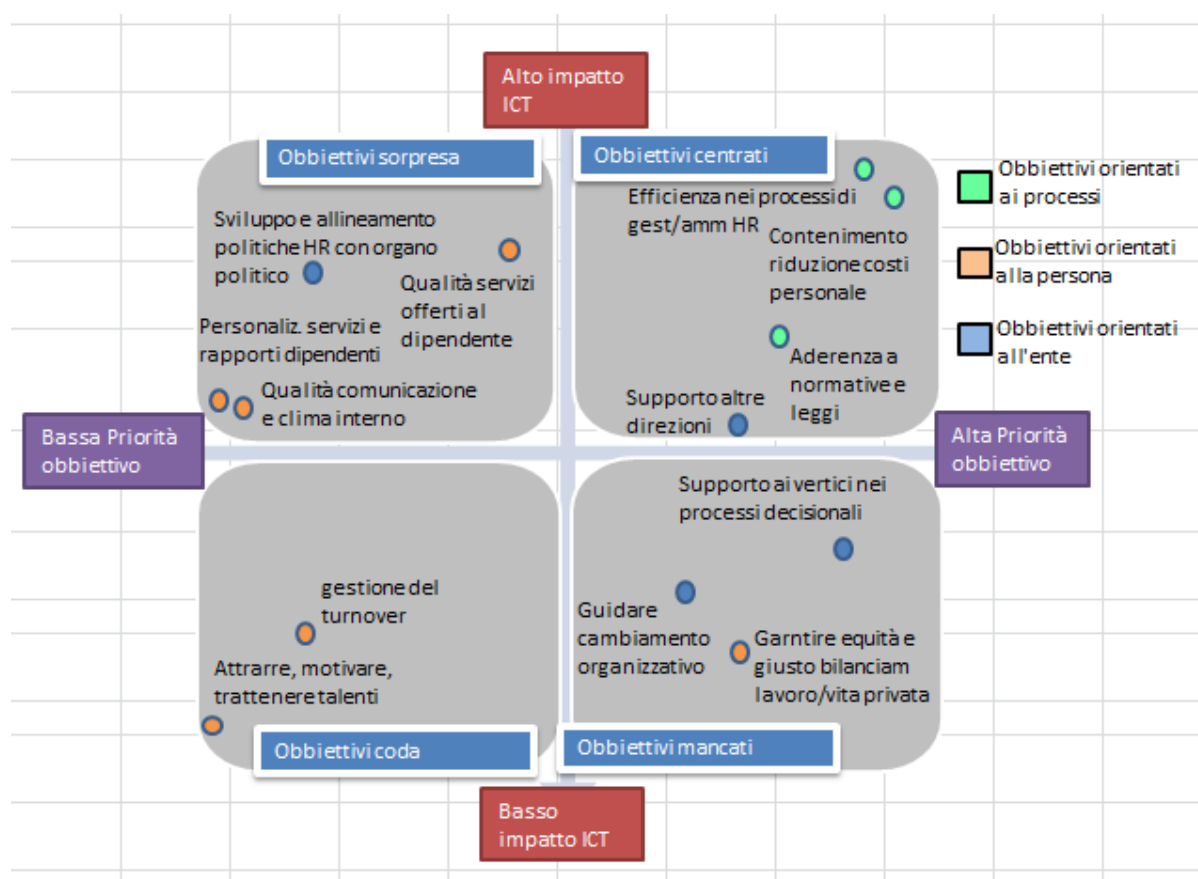 Alto impatto
ICT
Obbiettivi sorpresa
Obbiettivi centrati
Sviluppo e allineamento
politiche HR con organo
politico
Qualità servizi
offerti al
dipendente
Personaliz. servizi e
rapporti dipendenti
Qualità comunicazione
e clima interno
Efficienza nei processi di
gest/amm HR
Contenimento
riduzione costi
personale
Aderenza a
normative e
leggi
Supporto altre
direzioni
Obbiettivi orientati
ai processi
Obbiettivi orientati
alla persona
Obbiettivi orientati
all'ente
Bassa Priorità
obbiettivo
Alta Priorità
obbiettivo
gestione del
turnover
Attrarre, motivare,
trattenere talenti
Obbiettivi coda
Supporto ai vertici nei
processi decisionali
Guidare
cambiamento
organizzativo
Garntire equità e
giusto bilanciam
lavoro/vita privata
Obbiettivi mancati
Basso
impatto ICT